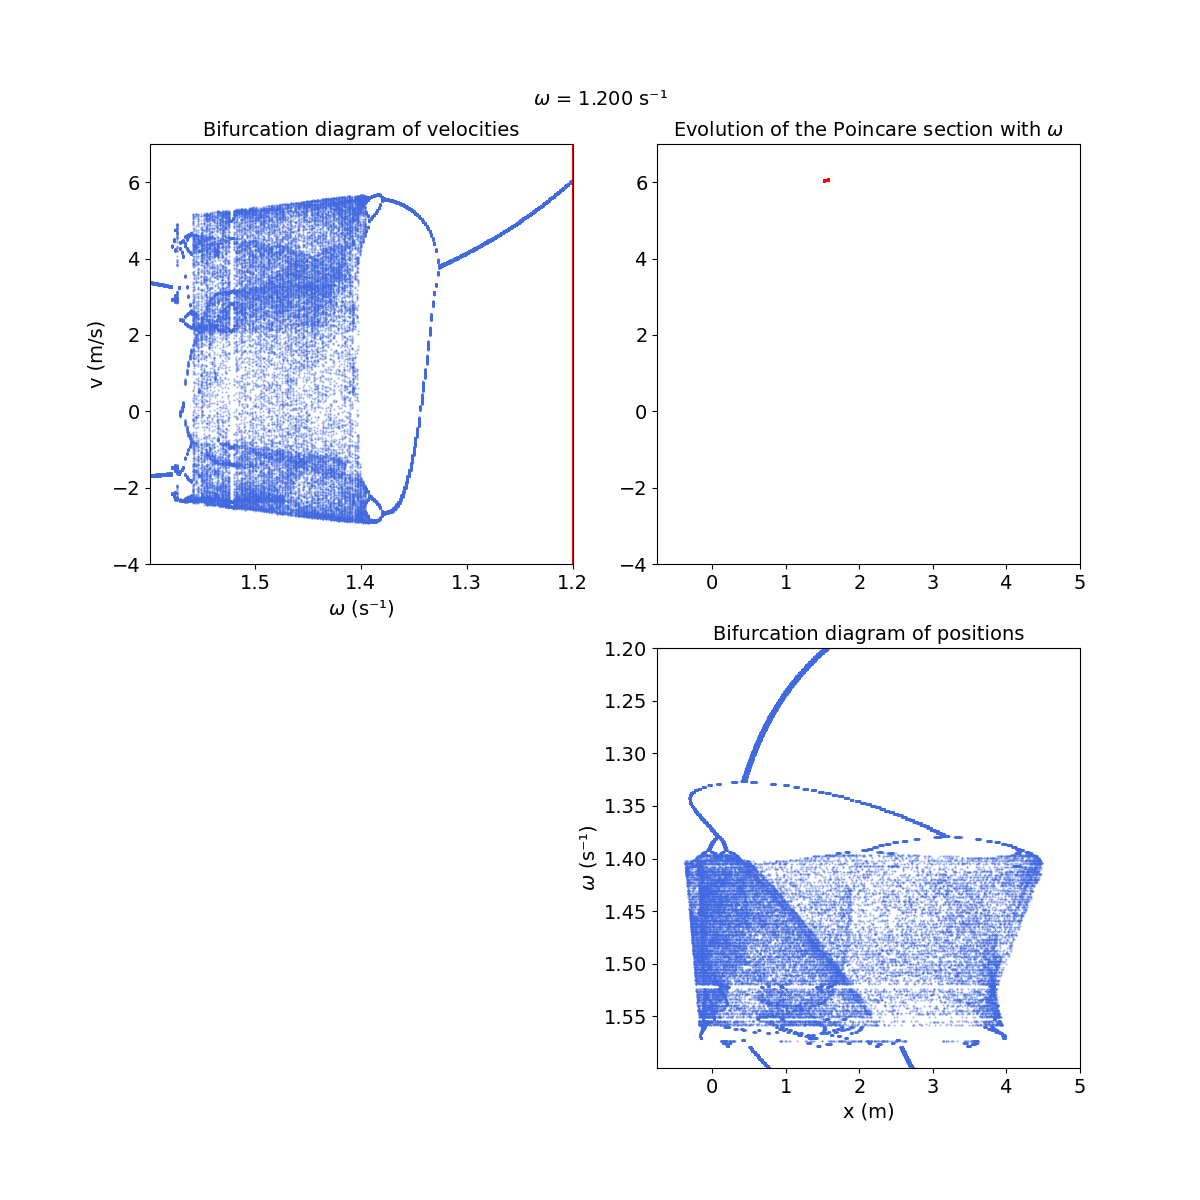 ω = 1.200 s⁻¹
Bifurcation diagram of velocities
6
4
2
0
−2
−4
v (m/s)
1.5 1.4 1.3 1.2
ω (s⁻¹)
Evolution of the Poincare section with ω
6
4
2
0
−2
−4
0 1 2 3 4 5
Bifurcation diagram of positions
1.20
1.25
1.30
1.35
1.40
1.45
1.50
1.55
ω (s⁻¹)
0 1 2 3 4 5
x (m)